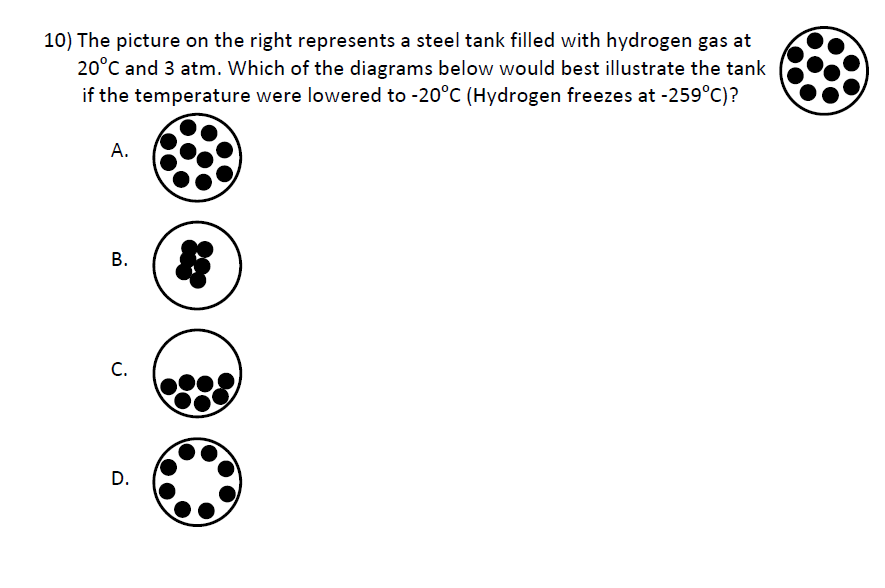 10) The picture on the right represents a steel tank filled with hydrogen gas at
20°C and 3 atm. Which of the diagrams below would best illustrate the tank
if the temperature were lowered to -20°C (Hydrogen freezes at -259°C)?
A.
B.
C.
D.